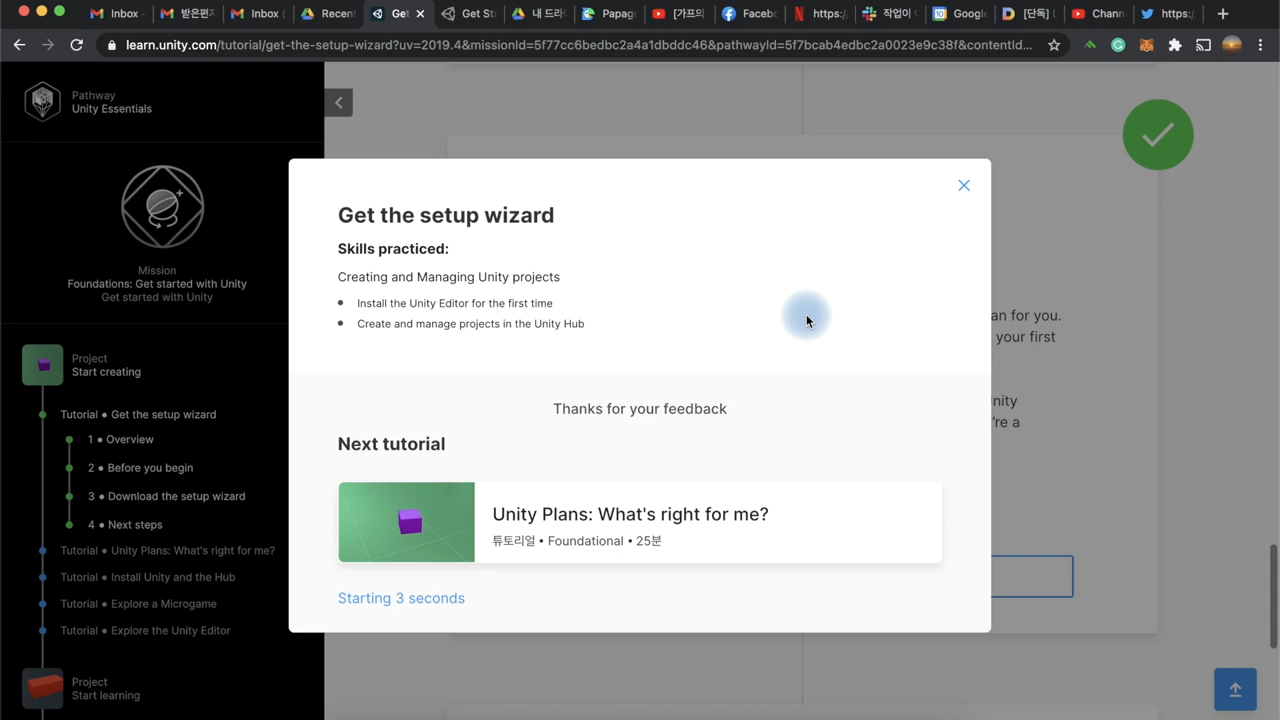 Inbox
받은편지
Inbox (
Recent
Get
Get St
내 드라
Papag
[가프의
Faceb
https:/
작업이
10
Google
[단독] L
Chann
https:/
learn.unity.com/tutorial/get-the-setup-wizard?uv=2019.4&missionId=5f77cc6bedbc2a4a1dbddc46&pathwayId=5f7bcab4edbc2a0023e9c38f&contentId...
Pathway
Unity Essentials
Mission
Foundations: Get started with Unity
Get started with Unity
Project
Start creating
Tutorial • Get the setup wizard
1 • Overview
2 • Before you begin
3 • Download the setup wizard
4 • Next steps
Tutorial • Unity Plans: What's right for me?
Tutorial • Install Unity and the Hub
Tutorial • Explore a Microgame
Tutorial • Explore the Unity Editor
Project
Start learning
Get the setup wizard
Skills practiced:
Creating and Managing Unity projects
• Install the Unity Editor for the first time
• Create and manage projects in the Unity Hub
Thanks for your feedback
Next tutorial
Unity Plans: What's right for me?
튜토리얼 • Foundational • 25분
Starting 3 seconds
an for you.
your first
nity
're a